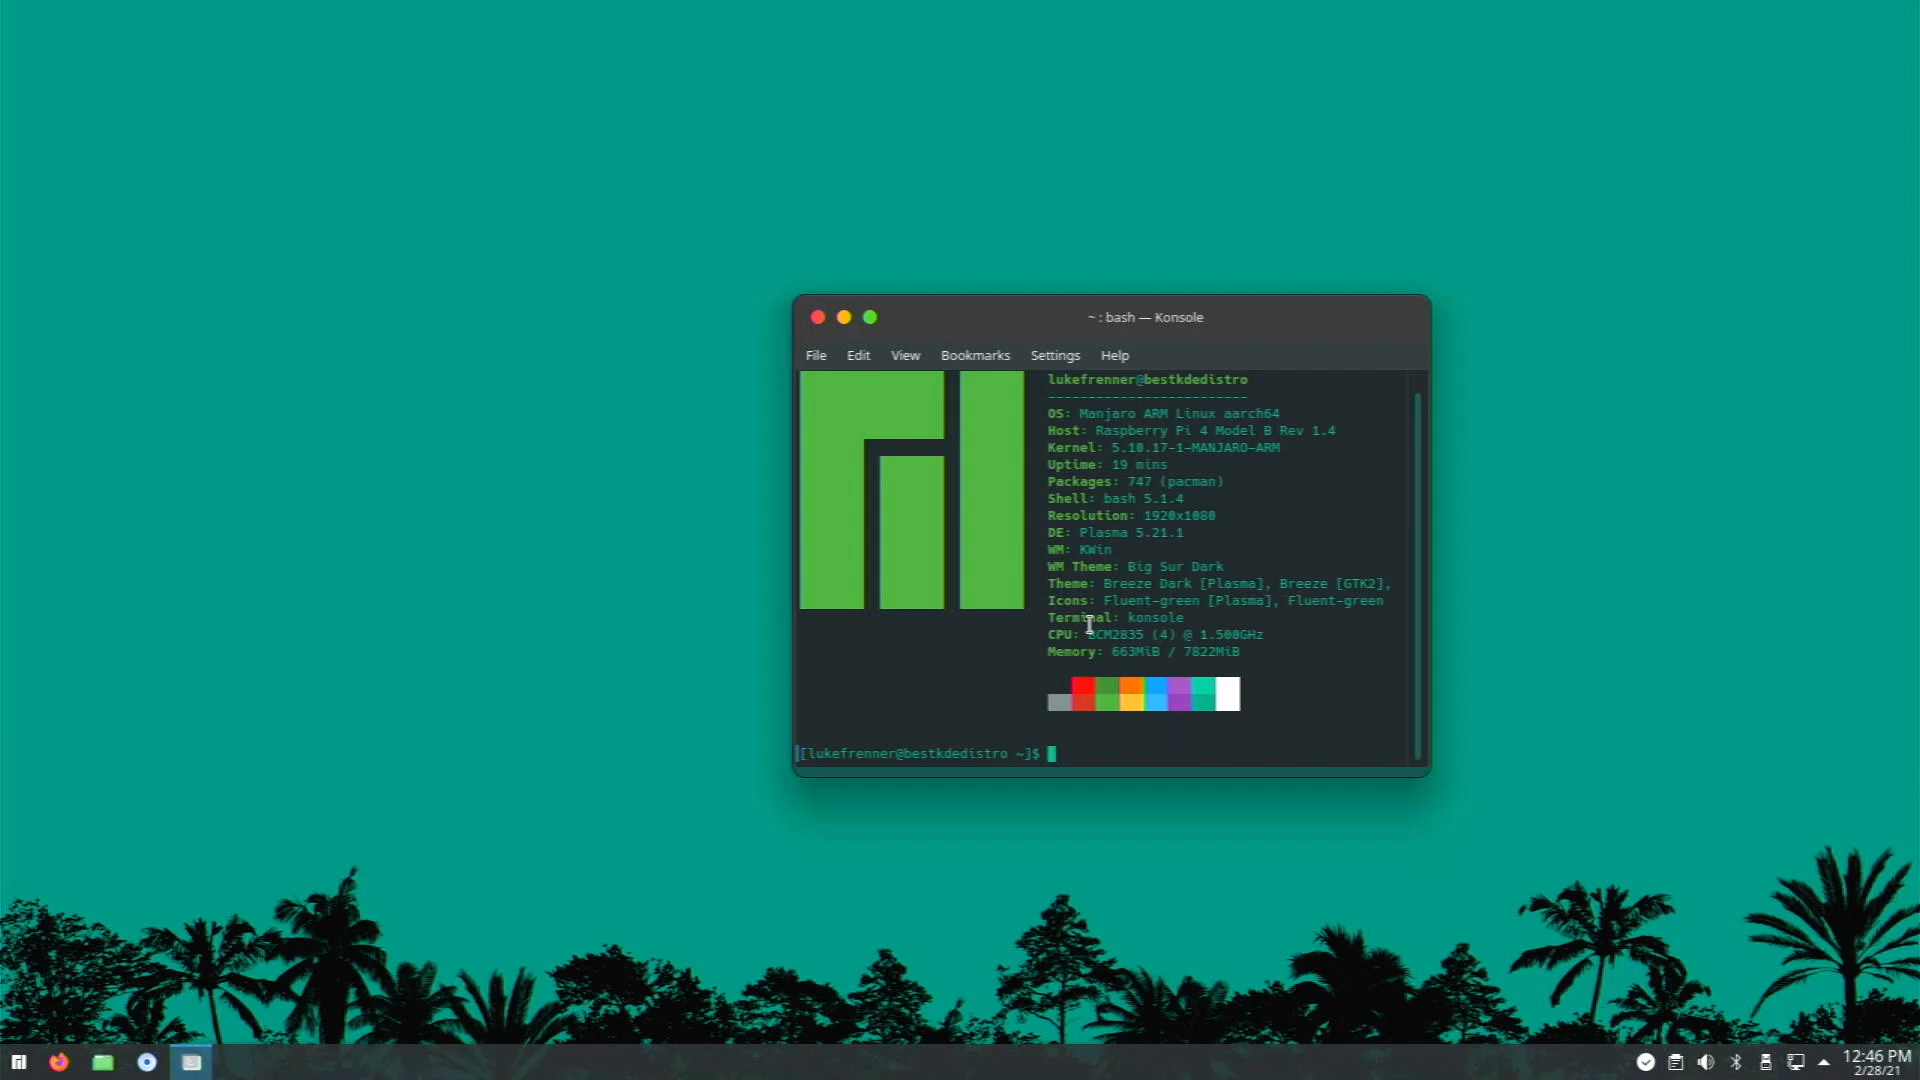 ~ : bash — Konsole
File Edit View Bookmarks Settings Help
lukefrenner@bestkdedistro
-------------------------
OS: Manjaro ARM Linux aarch64
Host: Raspberry Pi 4 Model B Rev 1.4
Kernel: 5.10.17-1-MANJARO-ARM
Uptime: 19 mins
Packages: 747 (pacman)
Shell: bash 5.1.4
Resolution: 1920x1080
DE: Plasma 5.21.1
WM: KWin
WM Theme: Big Sur Dark
Theme: Breeze Dark [Plasma], Breeze [GTK2],
Icons: Fluent-green [Plasma], Fluent-green
Terminal: konsole
CPU: BCM2835 (4) @ 1.500GHz
Memory: 663MiB / 7822MiB
[lukefrenner@bestkdedistro ~]$
12:46 PM
2/28/21